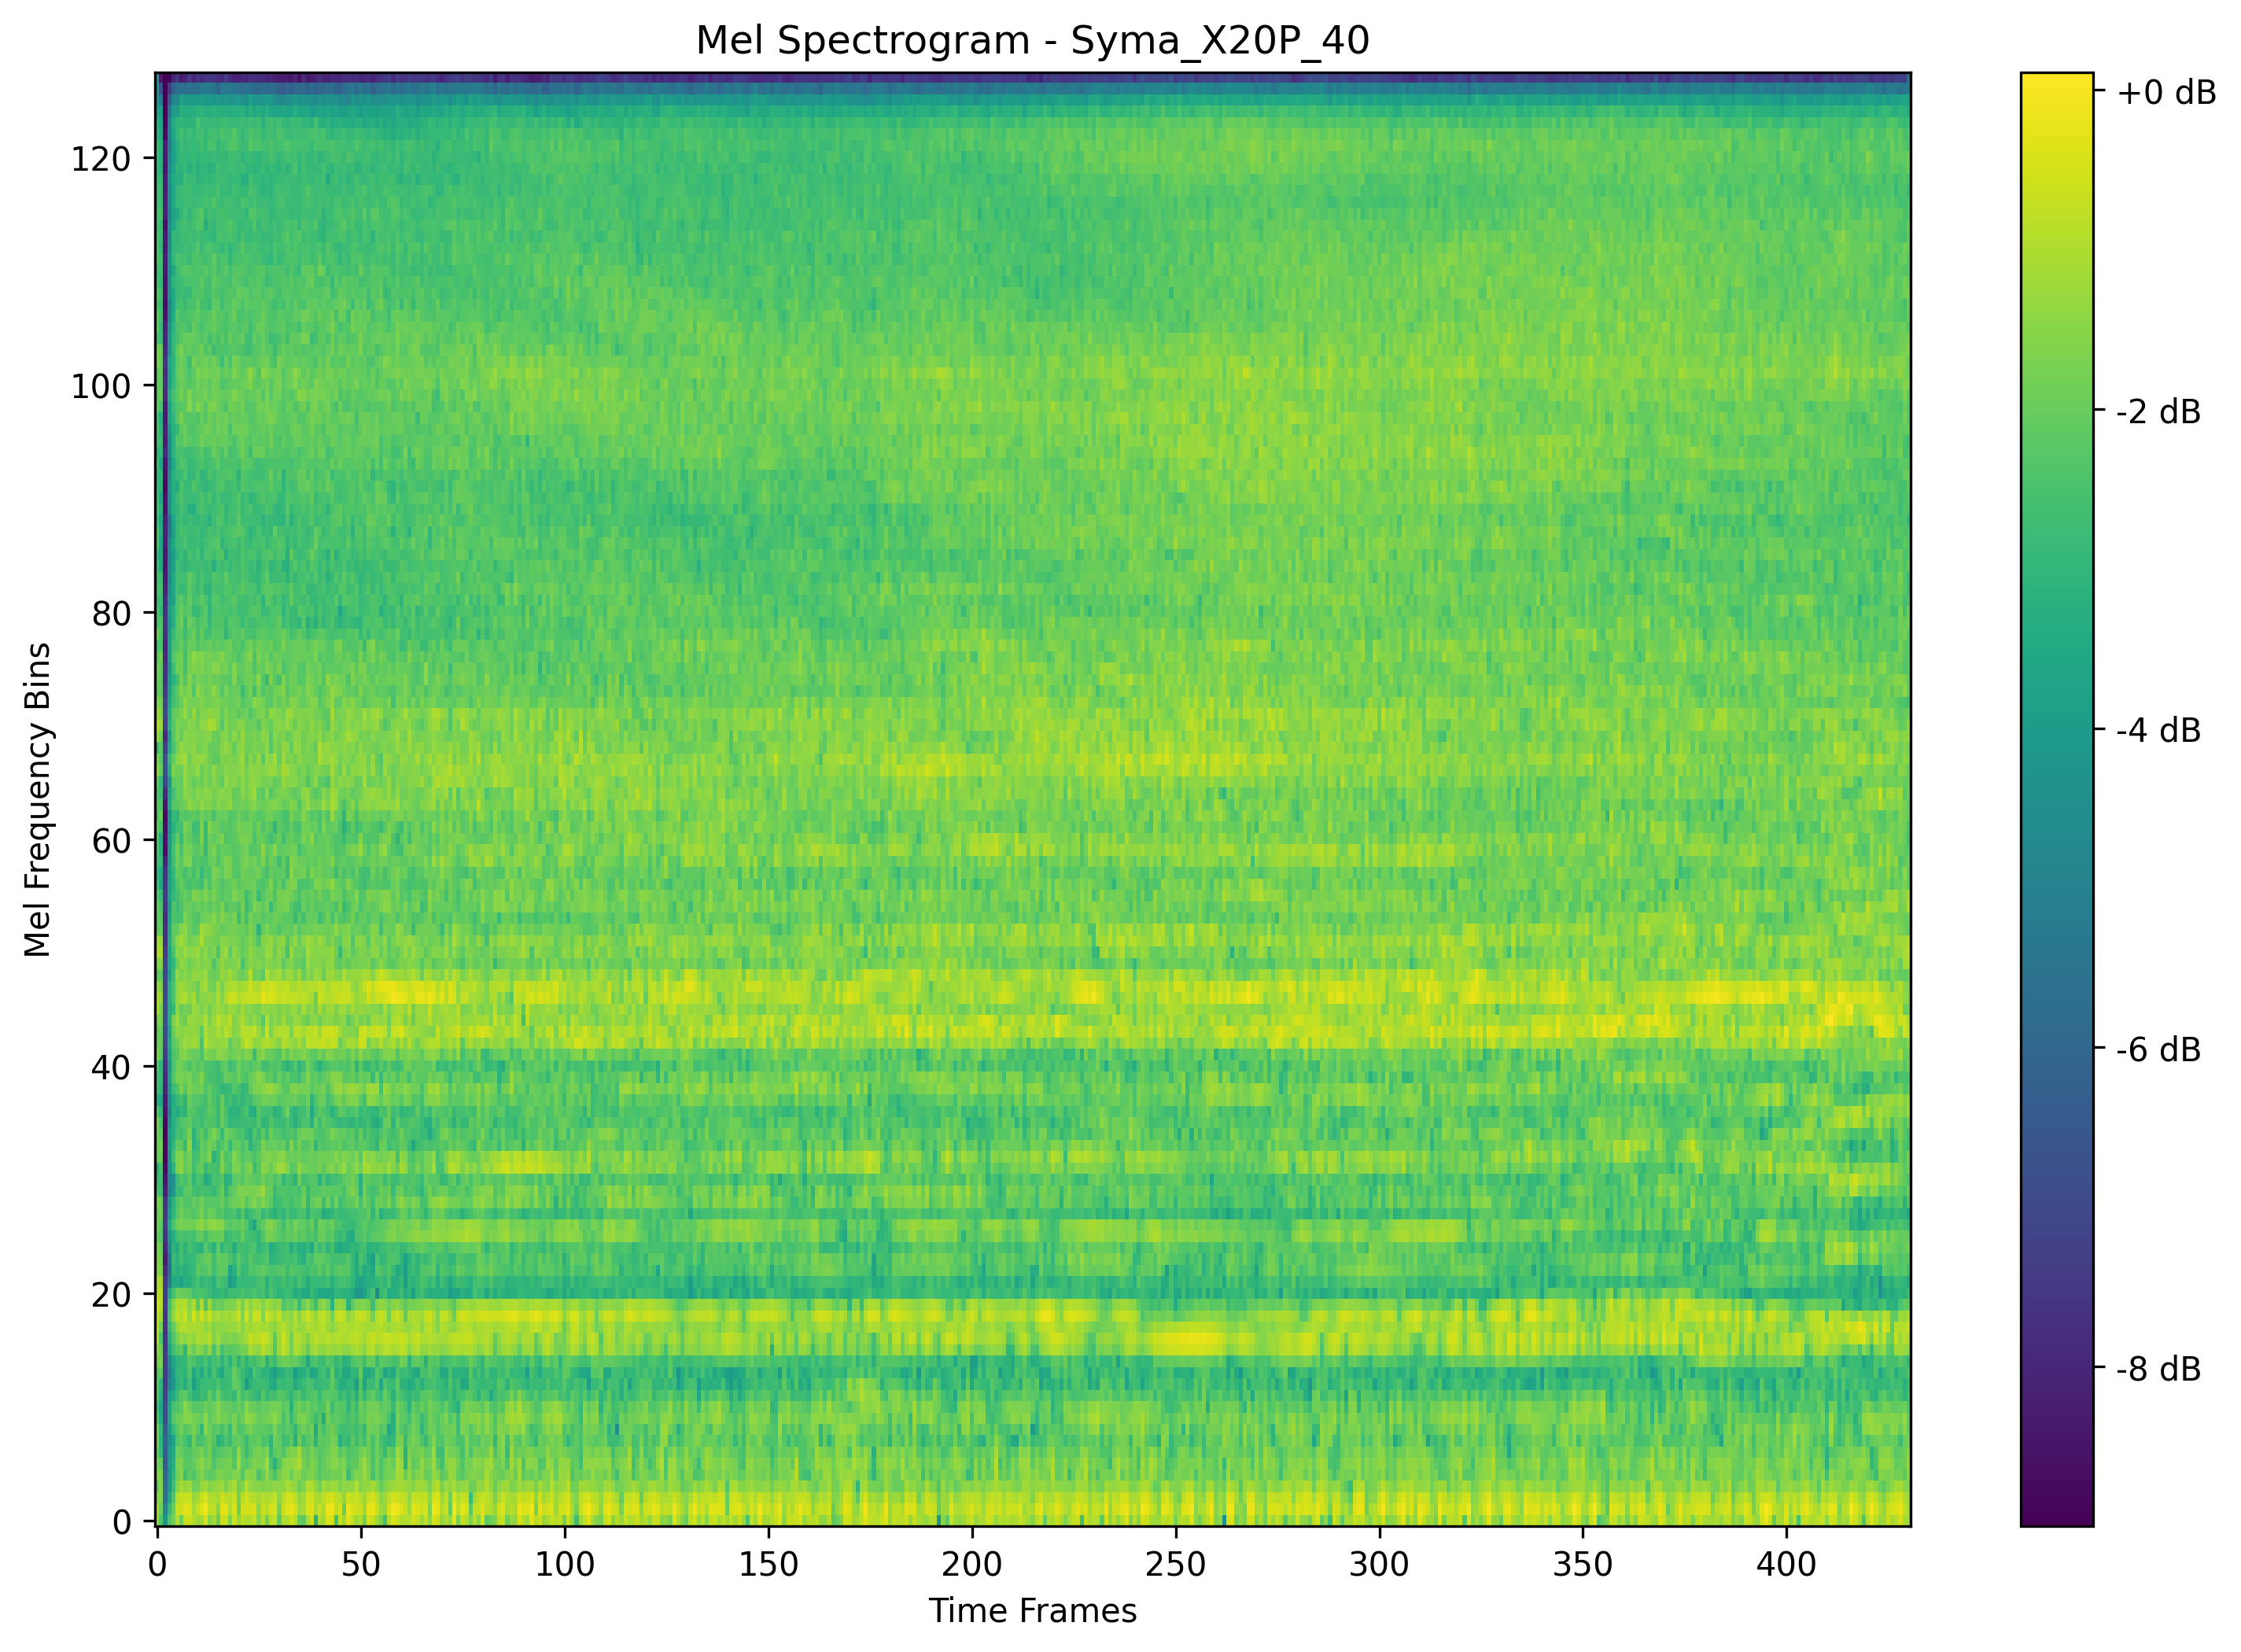 Mel Spectrogram - Syma_X20P_40
Mel Frequency Bins
120
100
80
60
40
20
0
0 50 100 150 200 250 300 350 400
Time Frames
+0 dB
-2 dB
-4 dB
-6 dB
-8 dB